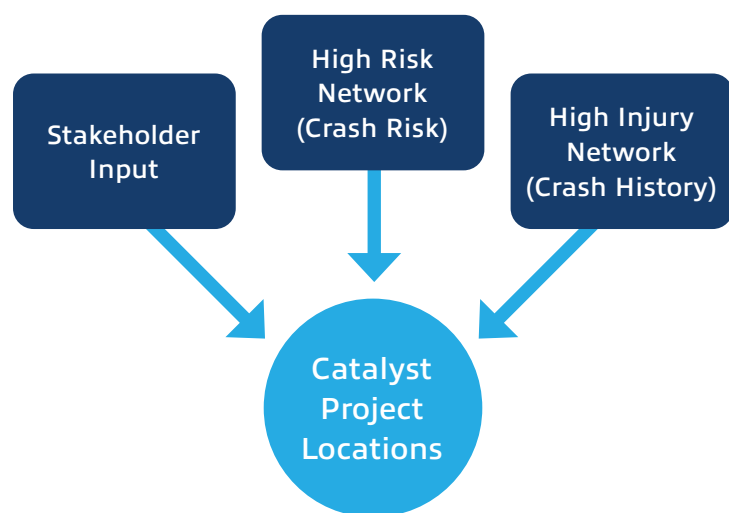 Stakeholder
Input
High Risk
Network
(Crash Risk)
High Injury
Network
(Crash History)
Catalyst
Project
Locations